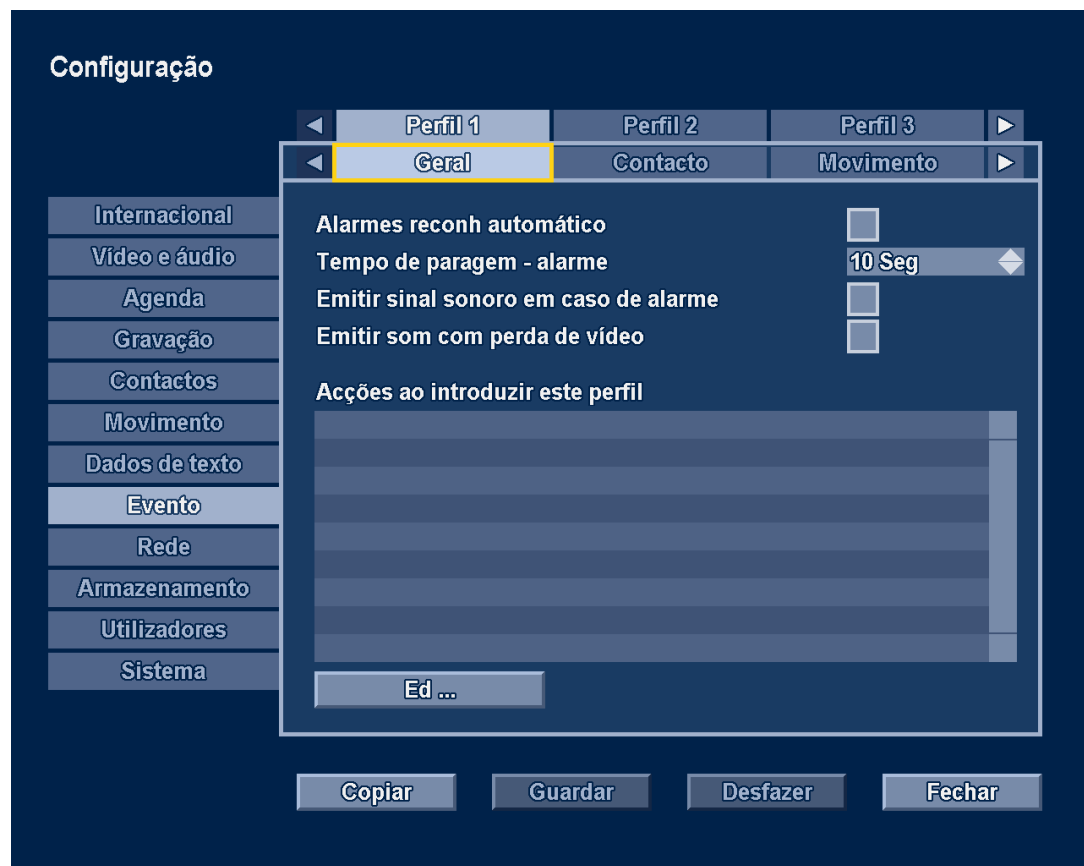 Configuração
Perfil 1 Perfil 2 Perfil 3
Geral Contacto Movimento
Internacional
Vídeo e áudio
Agenda
Gravação
Contactos
Movimento
Dados de texto
Evento
Rede
Armazenamento
Utilizadores
Sistema
Alarmes reconh automático
Tempo de paragem - alarme 10 Seg
Emitir sinal sonoro em caso de alarme
Emitir som com perda de vídeo
Acções ao introduzir este perfil
Ed ...
Copiar Guardar Desfazer Fechar